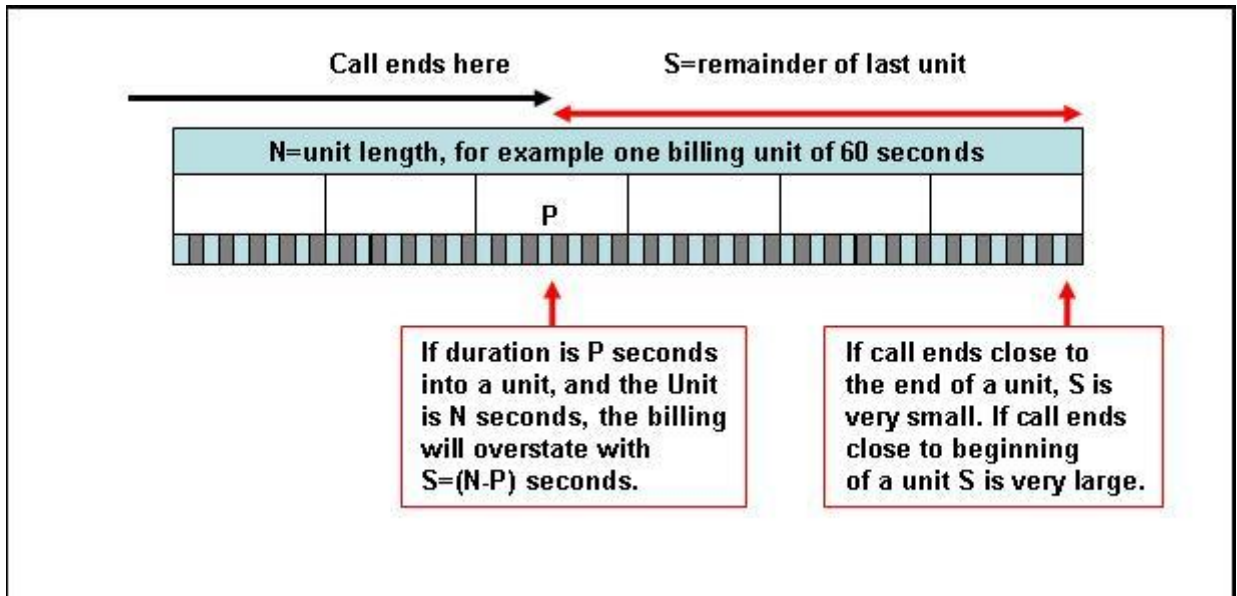 Call ends here
S=remainder of last unit
N=unit length, for example one billing unit of 60 seconds
P
If duration is P seconds
into a unit, and the Unit
is N seconds, the billing
will overstate with
S=(N-P) seconds.
If call ends close to
the end of a unit, S is
very small. If call ends
close to beginning
of a unit S is very large.